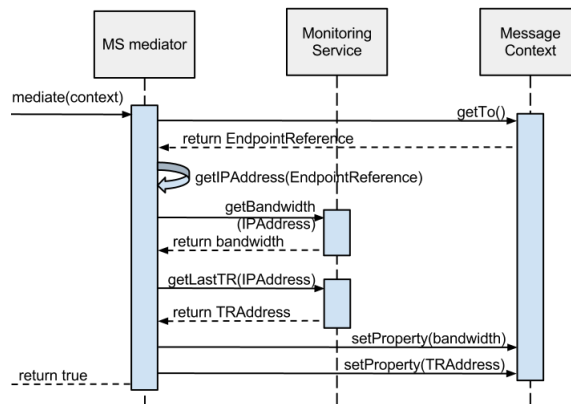 MS mediator
Monitoring
Service
Message
Context
mediate(context)
getTo()
return EndpointReference
getIPAddress(EndpointReference)
getBandwidth
(IPAddress)
return bandwidth
getLastTR(IPAddress)
return TRAddress
setProperty(bandwidth)
setProperty(TRAddress)
return true